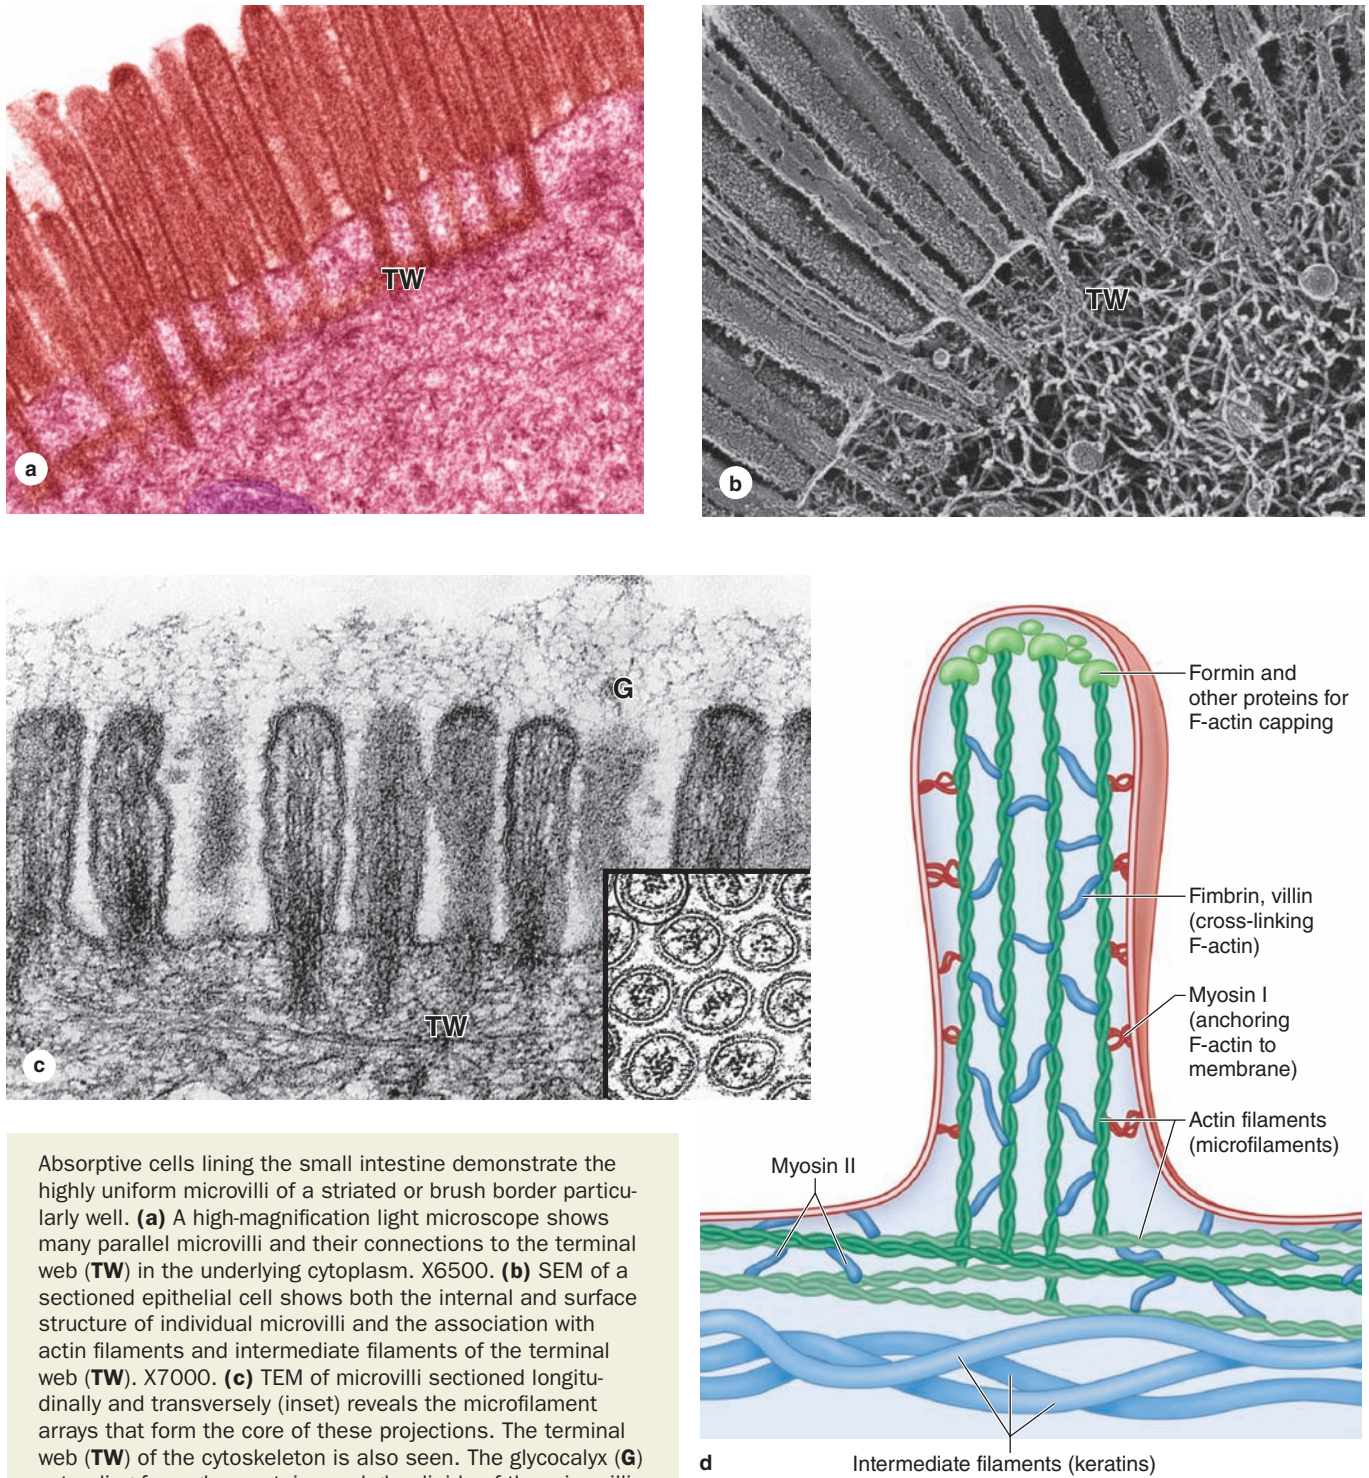 TW
a
TW
b
G
TW
c
Formin and
other proteins for
F-actin capping
Fimbrin, villin
(cross-linking
F-actin)
Myosin I
(anchoring
F-actin to
membrane)
Actin filaments
(microfilaments)
Myosin II
Intermediate filaments (keratins)
d
Absorptive cells lining the small intestine demonstrate the
highly uniform microvilli of a striated or brush border particu-
larly well. (a) A high-magnification light microscope shows
many parallel microvilli and their connections to the terminal
web (TW) in the underlying cytoplasm. X6500. (b) SEM of a
sectioned epithelial cell shows both the internal and surface
structure of individual microvilli and the association with
actin filaments and intermediate filaments of the terminal
web (TW). X7000. (c) TEM of microvilli sectioned longitu-
dinally and transversely (inset) reveals the microfilament
arrays that form the core of these projections. The terminal
web (TW) of the cytoskeleton is also seen. The glycocalyx (G)